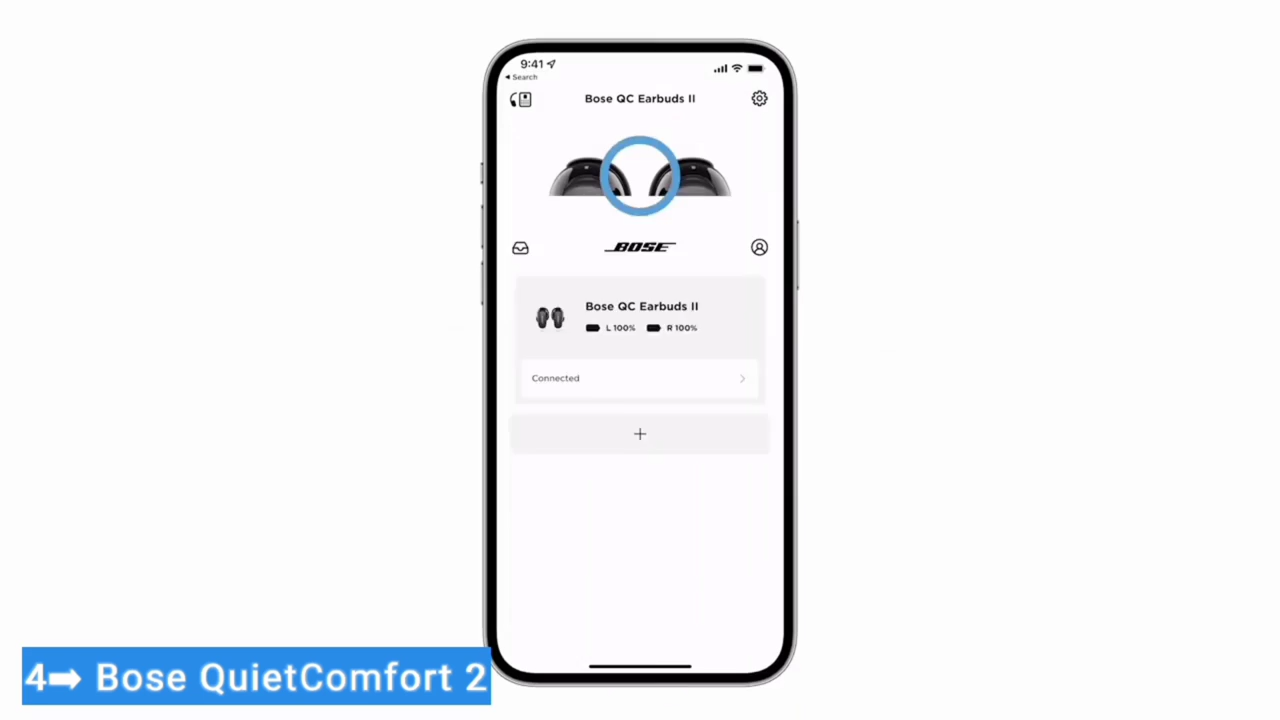 9:41
Search
Bose QC Earbuds II
BOSE
Bose QC Earbuds II
L 100% R 100%
Connected
+
4➡ Bose QuietComfort 2